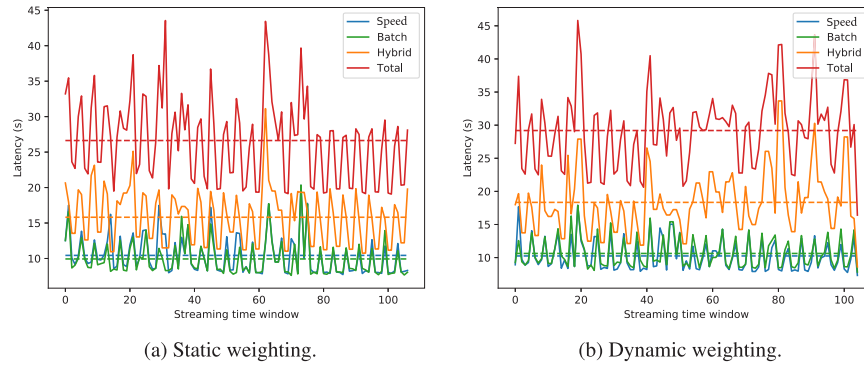 45
40
35
30
25
20
15
10
Latency (s)
0 20 40 60 80 100
Streaming time window
Speed
Batch
Hybrid
Total
(a) Static weighting.
45
40
35
30
25
20
15
10
Latency (s)
0 20 40 60 80 100
Streaming time window
Speed
Batch
Hybrid
Total
(b) Dynamic weighting.